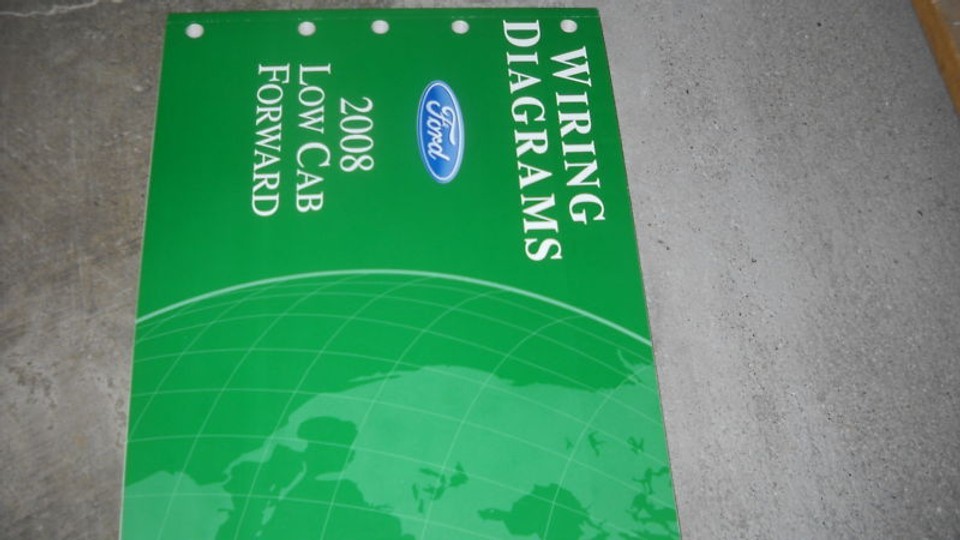 WIRING
DIAGRAMS
Ford
2008
LOW CAB
FORWARD